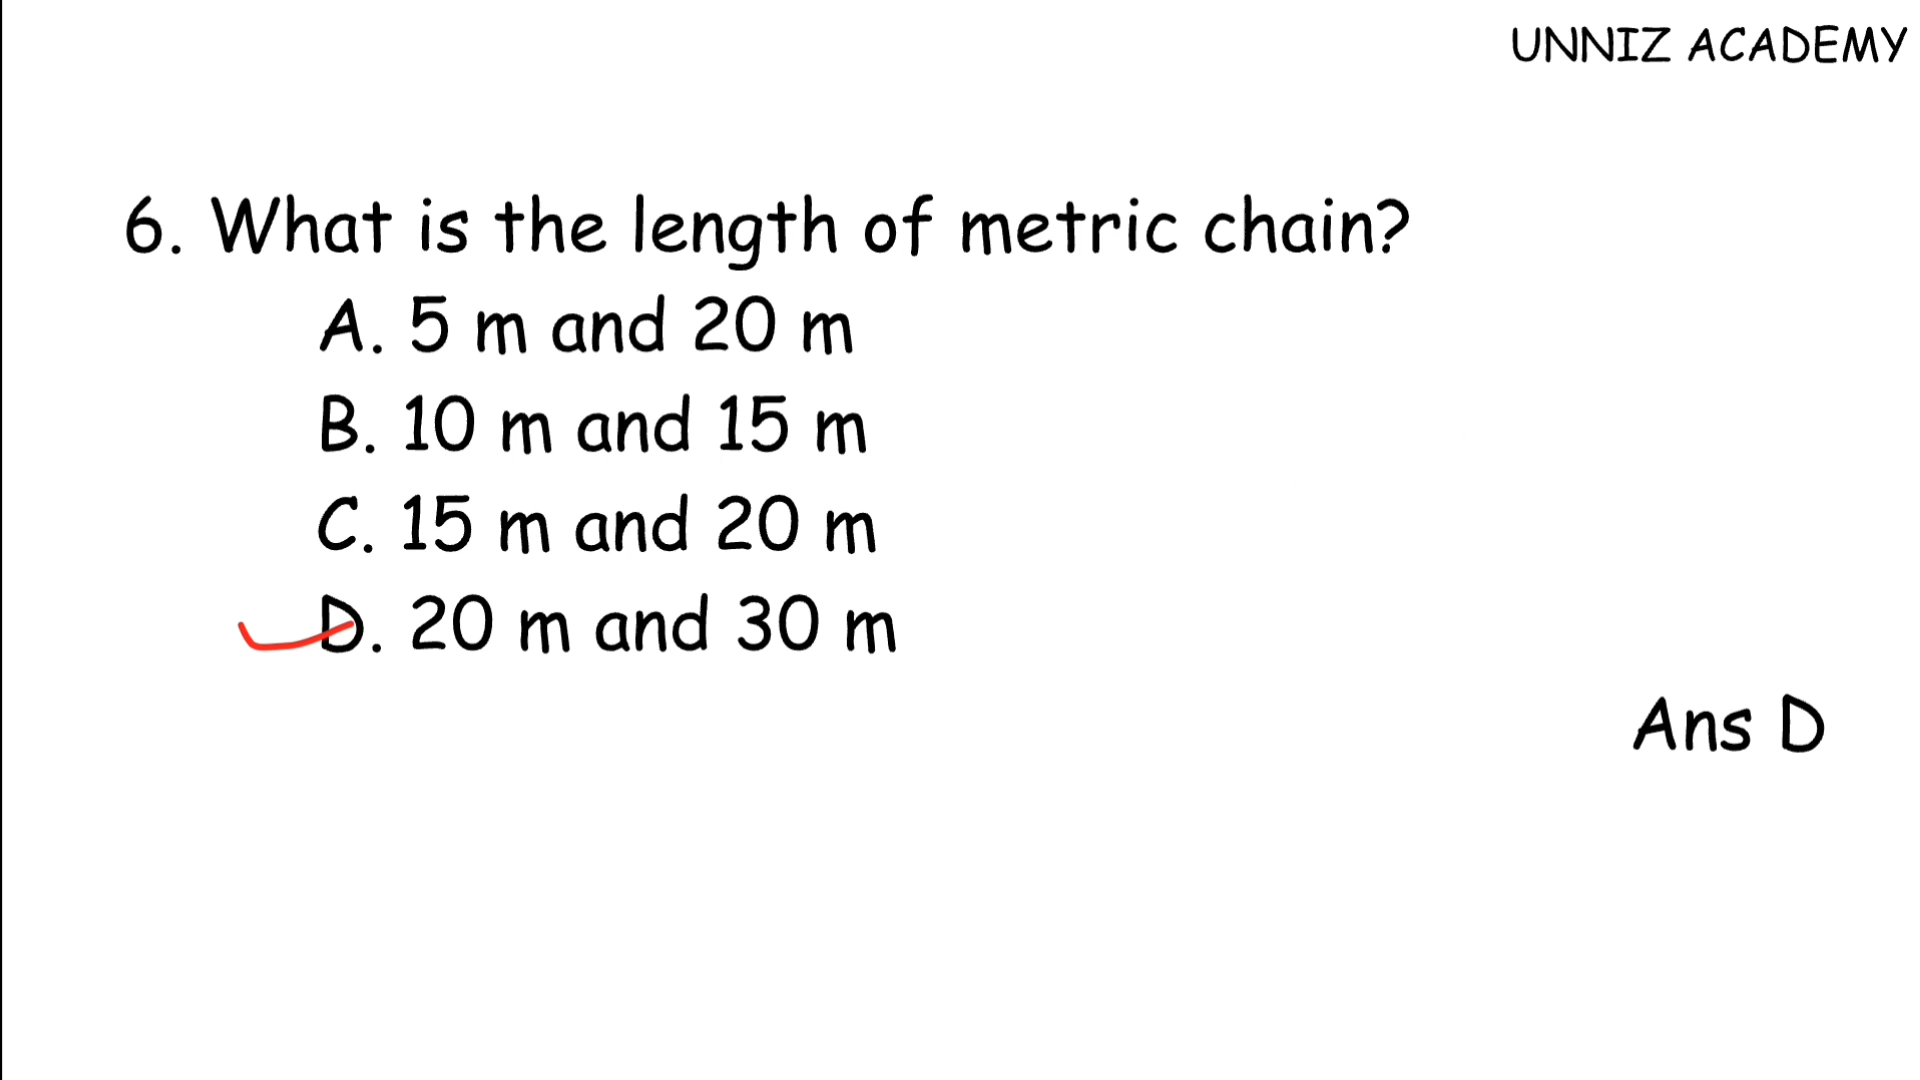 UNNIZ ACADEMY
6. What is the length of metric chain?
A. 5 m and 20 m
B. 10 m and 15 m
C. 15 m and 20 m
D. 20 m and 30 m
Ans D